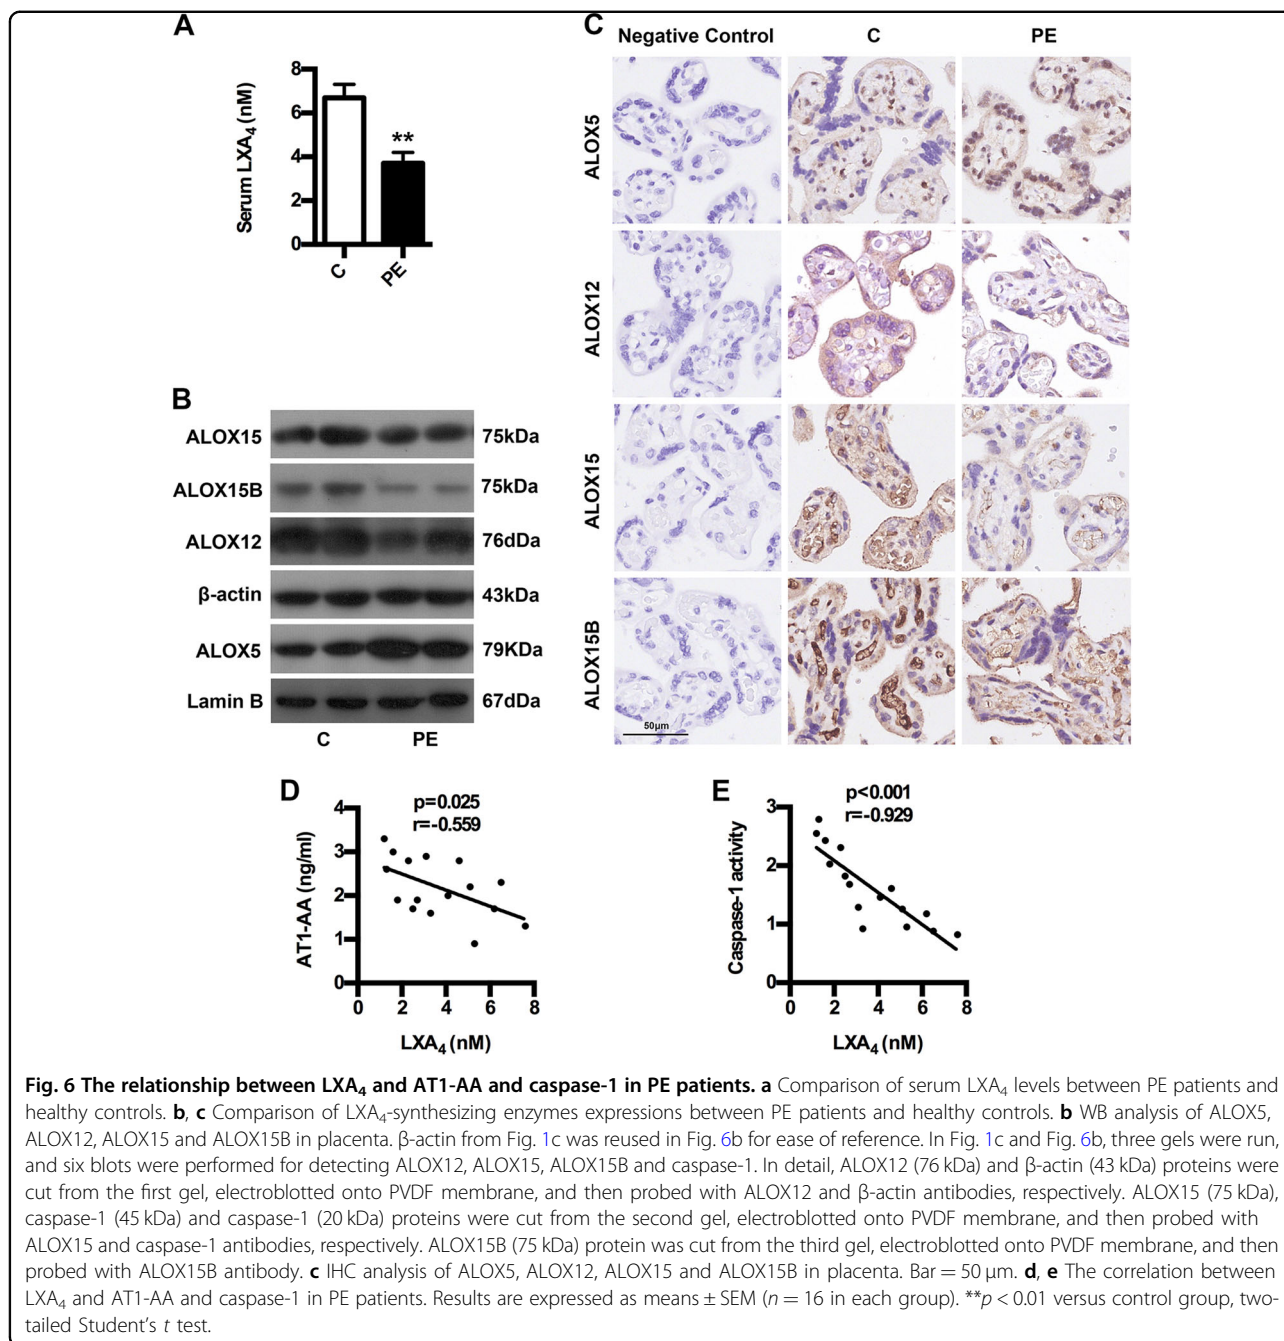 A
Serum LXA₄ (nM)
8
6
4
2
0
**
C
PE
B
ALOX15 75kDa
ALOX15B 75kDa
ALOX12 76dDa
β-actin 43kDa
ALOX5 79KDa
Lamin B 67dDa
C PE
C
Negative Control C PE
ALOX5
ALOX12
ALOX15
ALOX15B
50µm
D
p=0.025
r=-0.559
AT1-AA (ng/ml)
4
3
2
1
0
0 2 4 6 8
LXA₄ (nM)
E
p<0.001
r=-0.929
Caspase-1 activity
3
2
1
0
0 2 4 6 8
LXA₄ (nM)
Fig. 6 The relationship between LXA₄ and AT1-AA and caspase-1 in PE patients. a Comparison of serum LXA₄ levels between PE patients and
healthy controls. b, c Comparison of LXA₄-synthesizing enzymes expressions between PE patients and healthy controls. b WB analysis of ALOX5,
ALOX12, ALOX15 and ALOX15B in placenta. β-actin from Fig. 1c was reused in Fig. 6b for ease of reference. In Fig. 1c and Fig. 6b, three gels were run,
and six blots were performed for detecting ALOX12, ALOX15, ALOX15B and caspase-1. In detail, ALOX12 (76 kDa) and β-actin (43 kDa) proteins were
cut from the first gel, electroblotted onto PVDF membrane, and then probed with ALOX12 and β-actin antibodies, respectively. ALOX15 (75 kDa),
caspase-1 (45 kDa) and caspase-1 (20 kDa) proteins were cut from the second gel, electroblotted onto PVDF membrane, and then probed with
ALOX15 and caspase-1 antibodies, respectively. ALOX15B (75 kDa) protein was cut from the third gel, electroblotted onto PVDF membrane, and then
probed with ALOX15B antibody. c IHC analysis of ALOX5, ALOX12, ALOX15 and ALOX15B in placenta. Bar = 50 µm. d, e The correlation between
LXA₄ and AT1-AA and caspase-1 in PE patients. Results are expressed as means ± SEM (n = 16 in each group). **p < 0.01 versus control group, two-
tailed Student's t test.